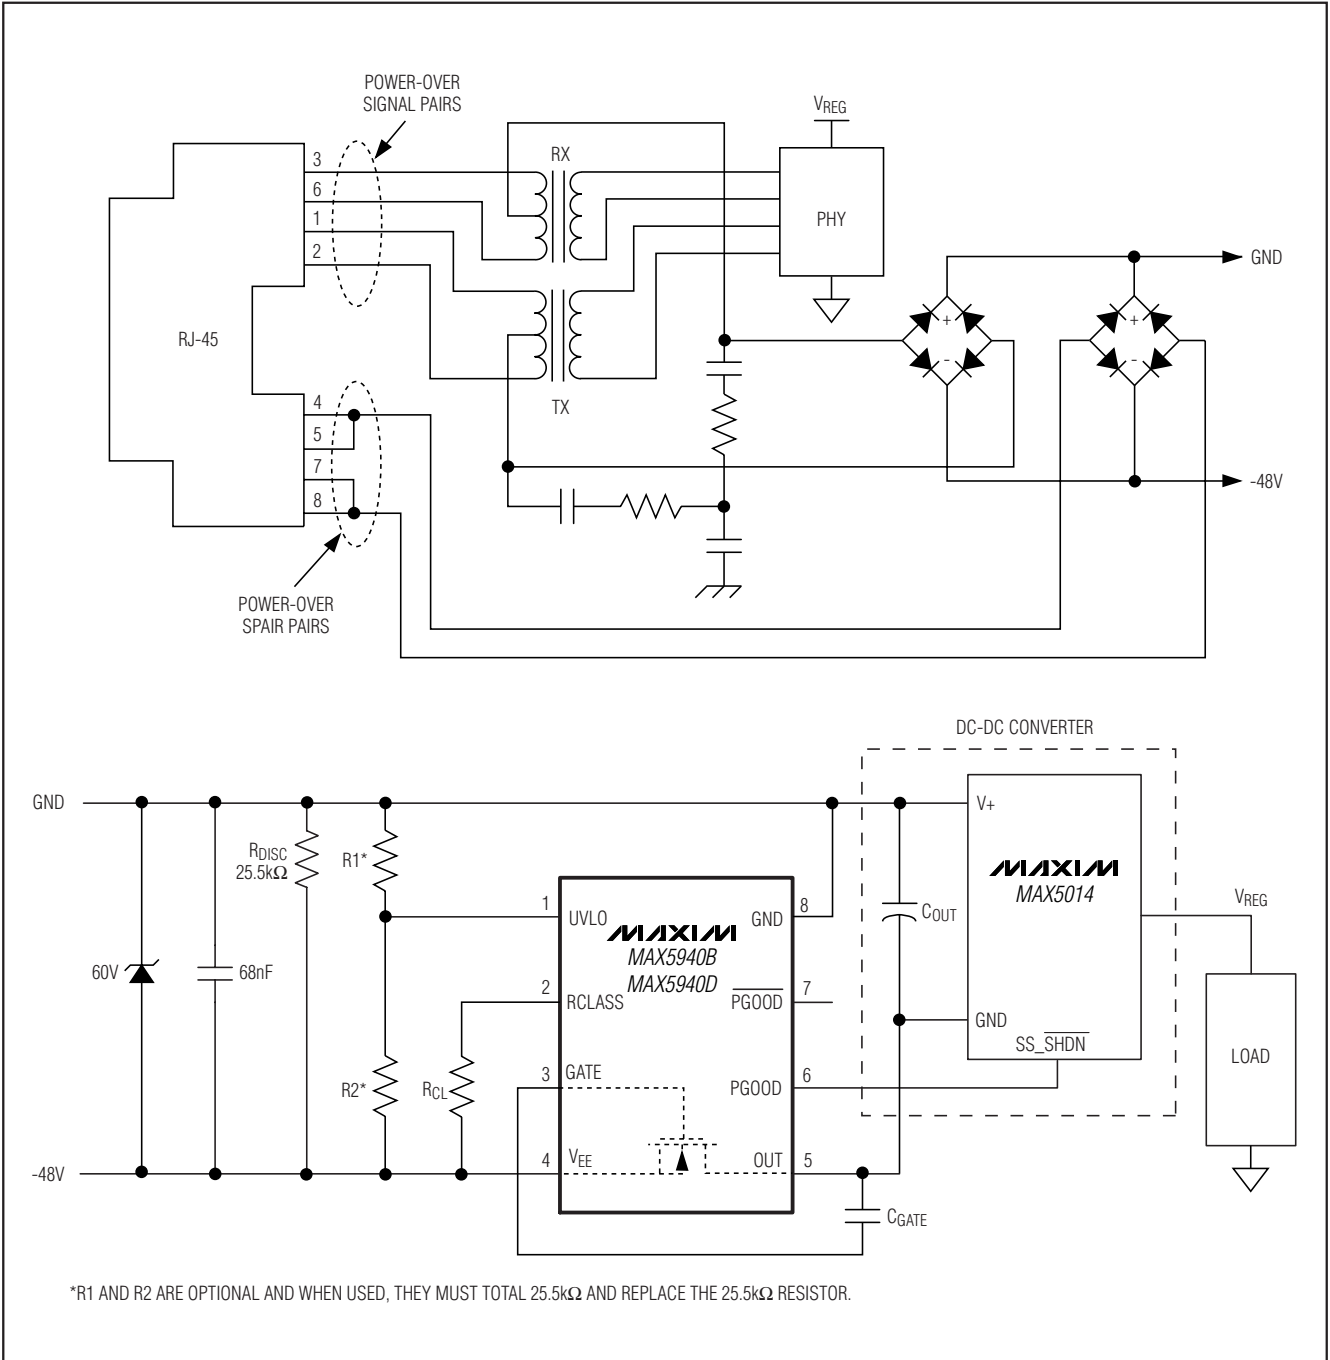 POWER-OVER
SIGNAL PAIRS
VREG
RX
3
6
1
2
PHY
GND
RJ-45
+
+
-
-
TX
4
5
7
8
-48V
POWER-OVER
SPAIR PAIRS
DC-DC CONVERTER
GND
V+
RDISC
25.5kΩ
R1*
MAXIM
MAX5014
1
UVLO
8
GND
COUT
VREG
MAXIM
MAX5940B
MAX5940D
60V
68nF
2
RCLASS
7
PGOOD
GND
SS_SHDN
LOAD
3
GATE
6
PGOOD
R2*
RCL
-48V
4
VEE
OUT
5
CGATE
*R1 AND R2 ARE OPTIONAL AND WHEN USED, THEY MUST TOTAL 25.5kΩ AND REPLACE THE 25.5kΩ RESISTOR.